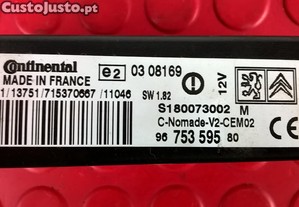 CustoJusto.pt
Continental
MADE IN FRANCE
e2
03 08169
12V
1/13751/715370667/11046
SW 1.82
S180073002 M
C-Nomade-V2-CEM02
96 753 595 80